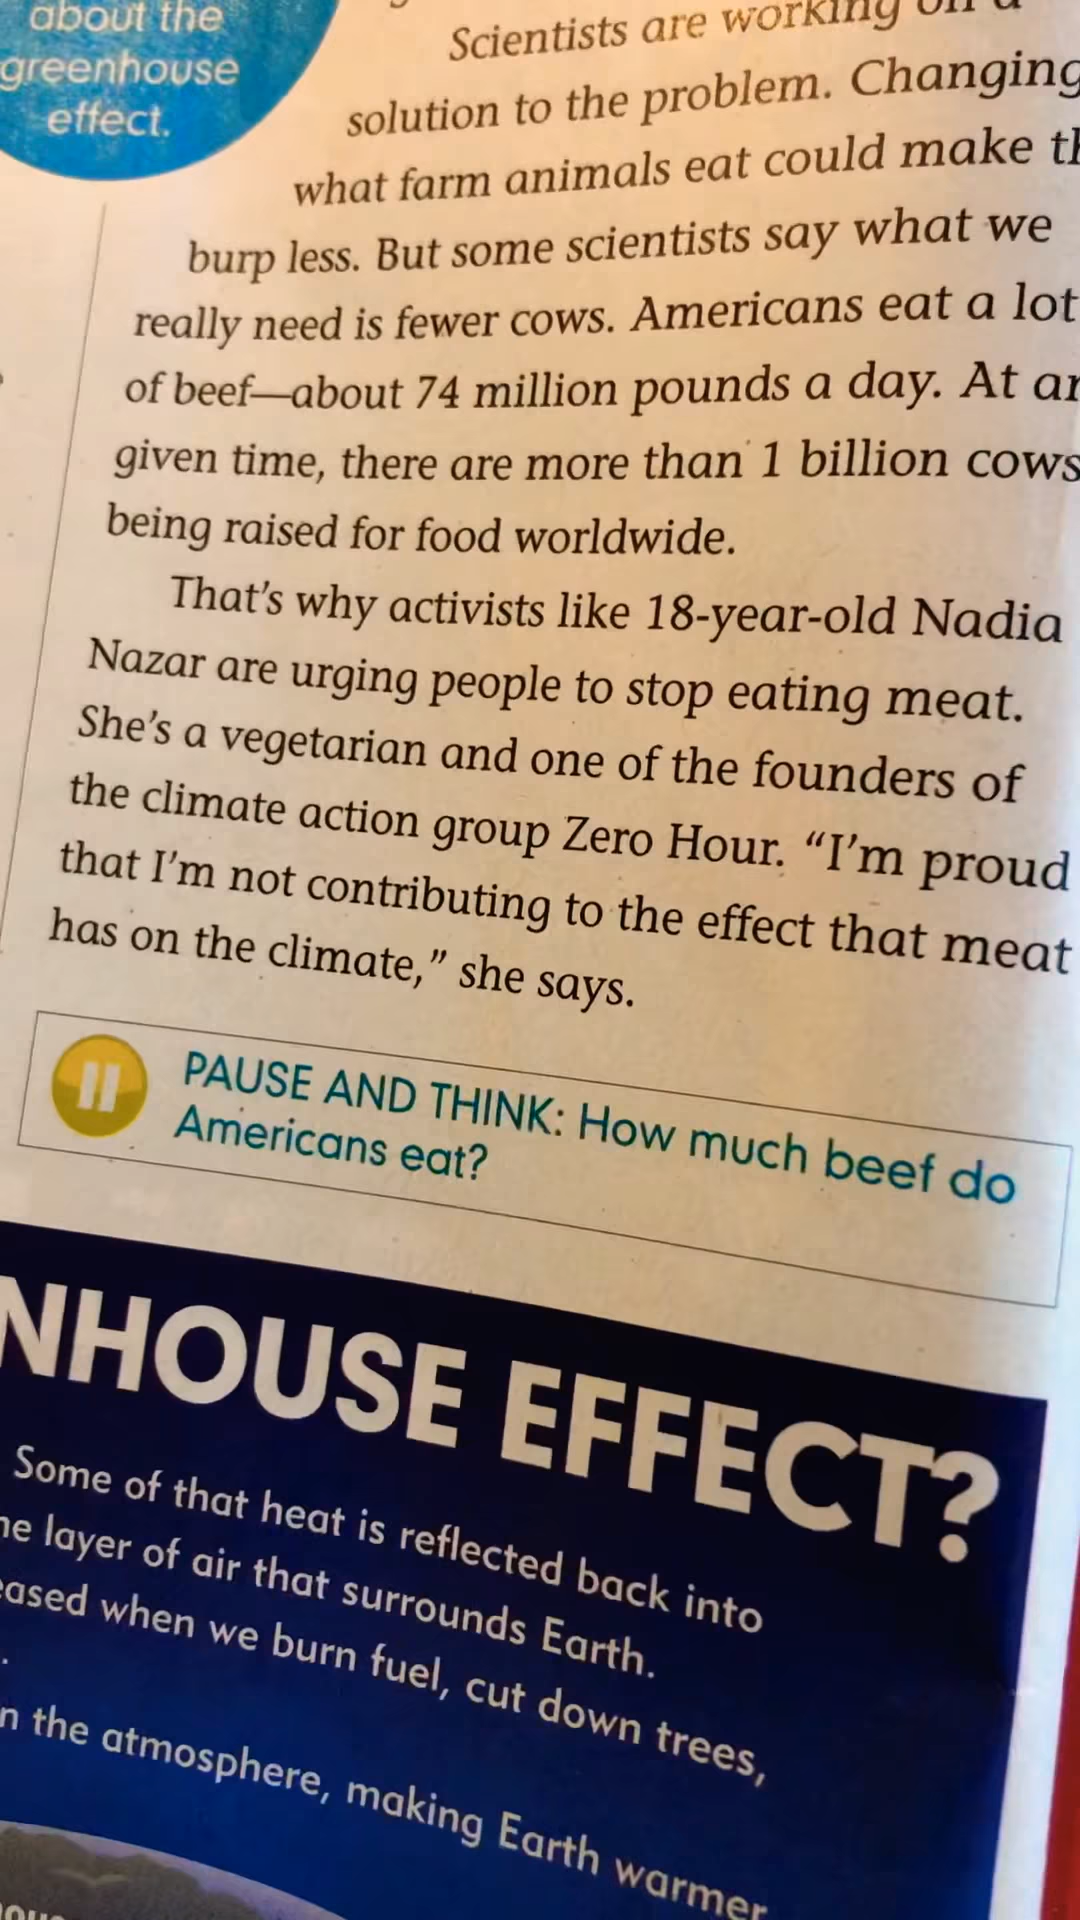 about the
greenhouse
effect.
Scientists are working on a
solution to the problem. Changing
what farm animals eat could make
burp less. But some scientists say what we
really need is fewer cows. Americans eat a lot
of beef—about 74 million pounds a day. At
given time, there are more than 1 billion cows
being raised for food worldwide.
That's why activists like 18-year-old Nadia
Nazar are urging people to stop eating meat.
She's a vegetarian and one of the founders of
the climate action group Zero Hour. “I'm proud
that I'm not contributing to the effect that meat
has on the climate,” she says.
PAUSE AND THINK: How much beef do
Americans eat?
NHOUSE EFFECT?
Some of that heat is reflected back into
layer of air that surrounds Earth.
when we burn fuel, cut down trees,
the atmosphere, making Earth warmer